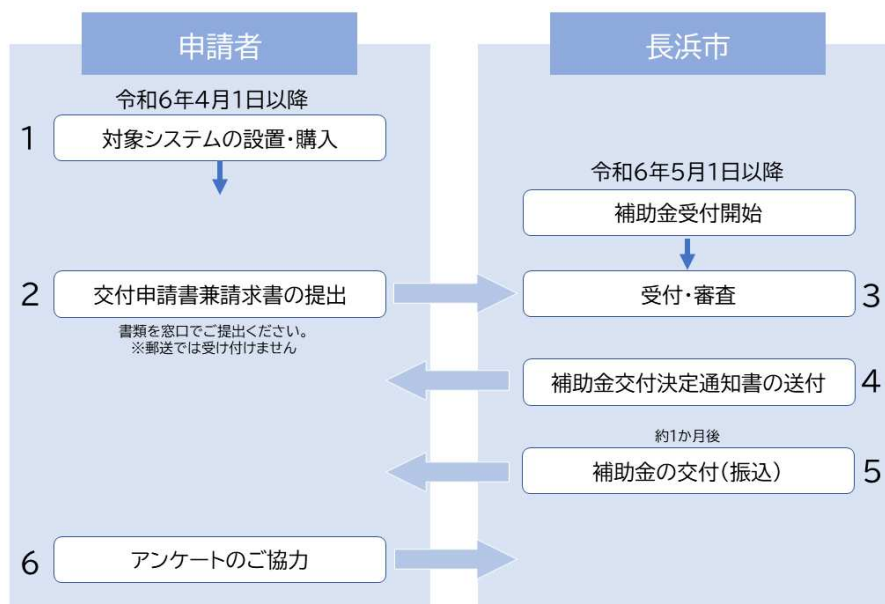 申請者
長浜市
令和6年4月1日以降
1
対象システムの設置・購入
令和6年5月1日以降
補助金受付開始
2
交付申請書兼請求書の提出
受付・審査
3
書類を窓口でご提出ください。
※郵送では受け付けません
補助金交付決定通知書の送付
4
約1か月後
補助金の交付(振込)
5
6
アンケートのご協力